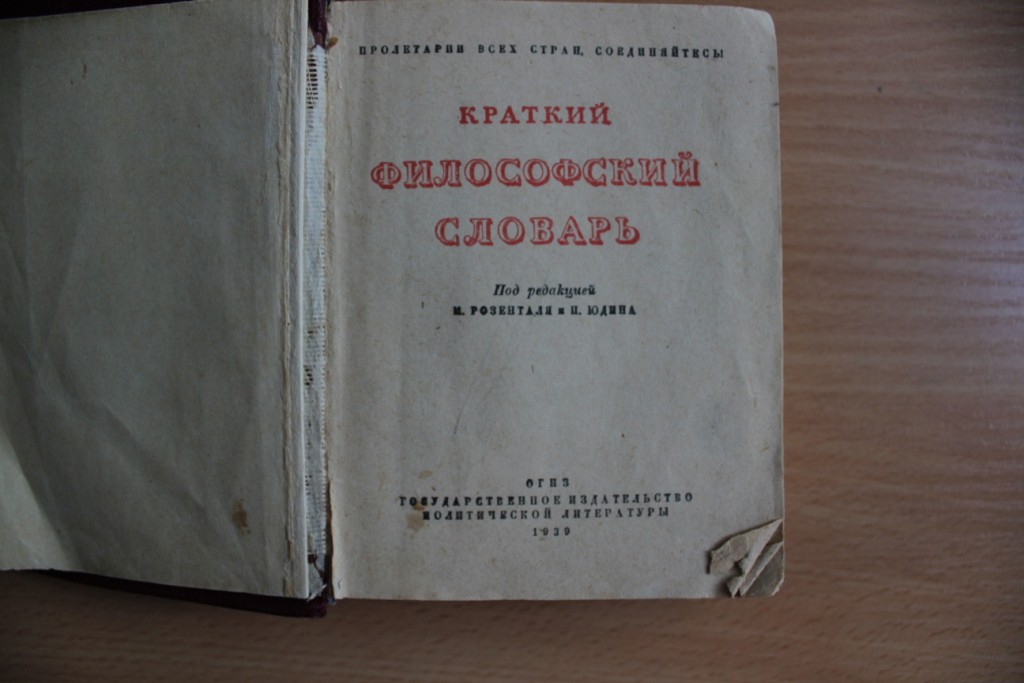 ПРОЛЕТАРИИ ВСЕХ СТРАН, СОЕДИНЯЙТЕСЬ!
КРАТКИЙ
ФИЛОСОФСКИЙ
СЛОВАРЬ
Под редакцией
М. РОЗЕНТАЛЯ и П. ЮДИНА
ОГИЗ
ГОСУДАРСТВЕННОЕ ИЗДАТЕЛЬСТВО
ПОЛИТИЧЕСКОЙ ЛИТЕРАТУРЫ
1939